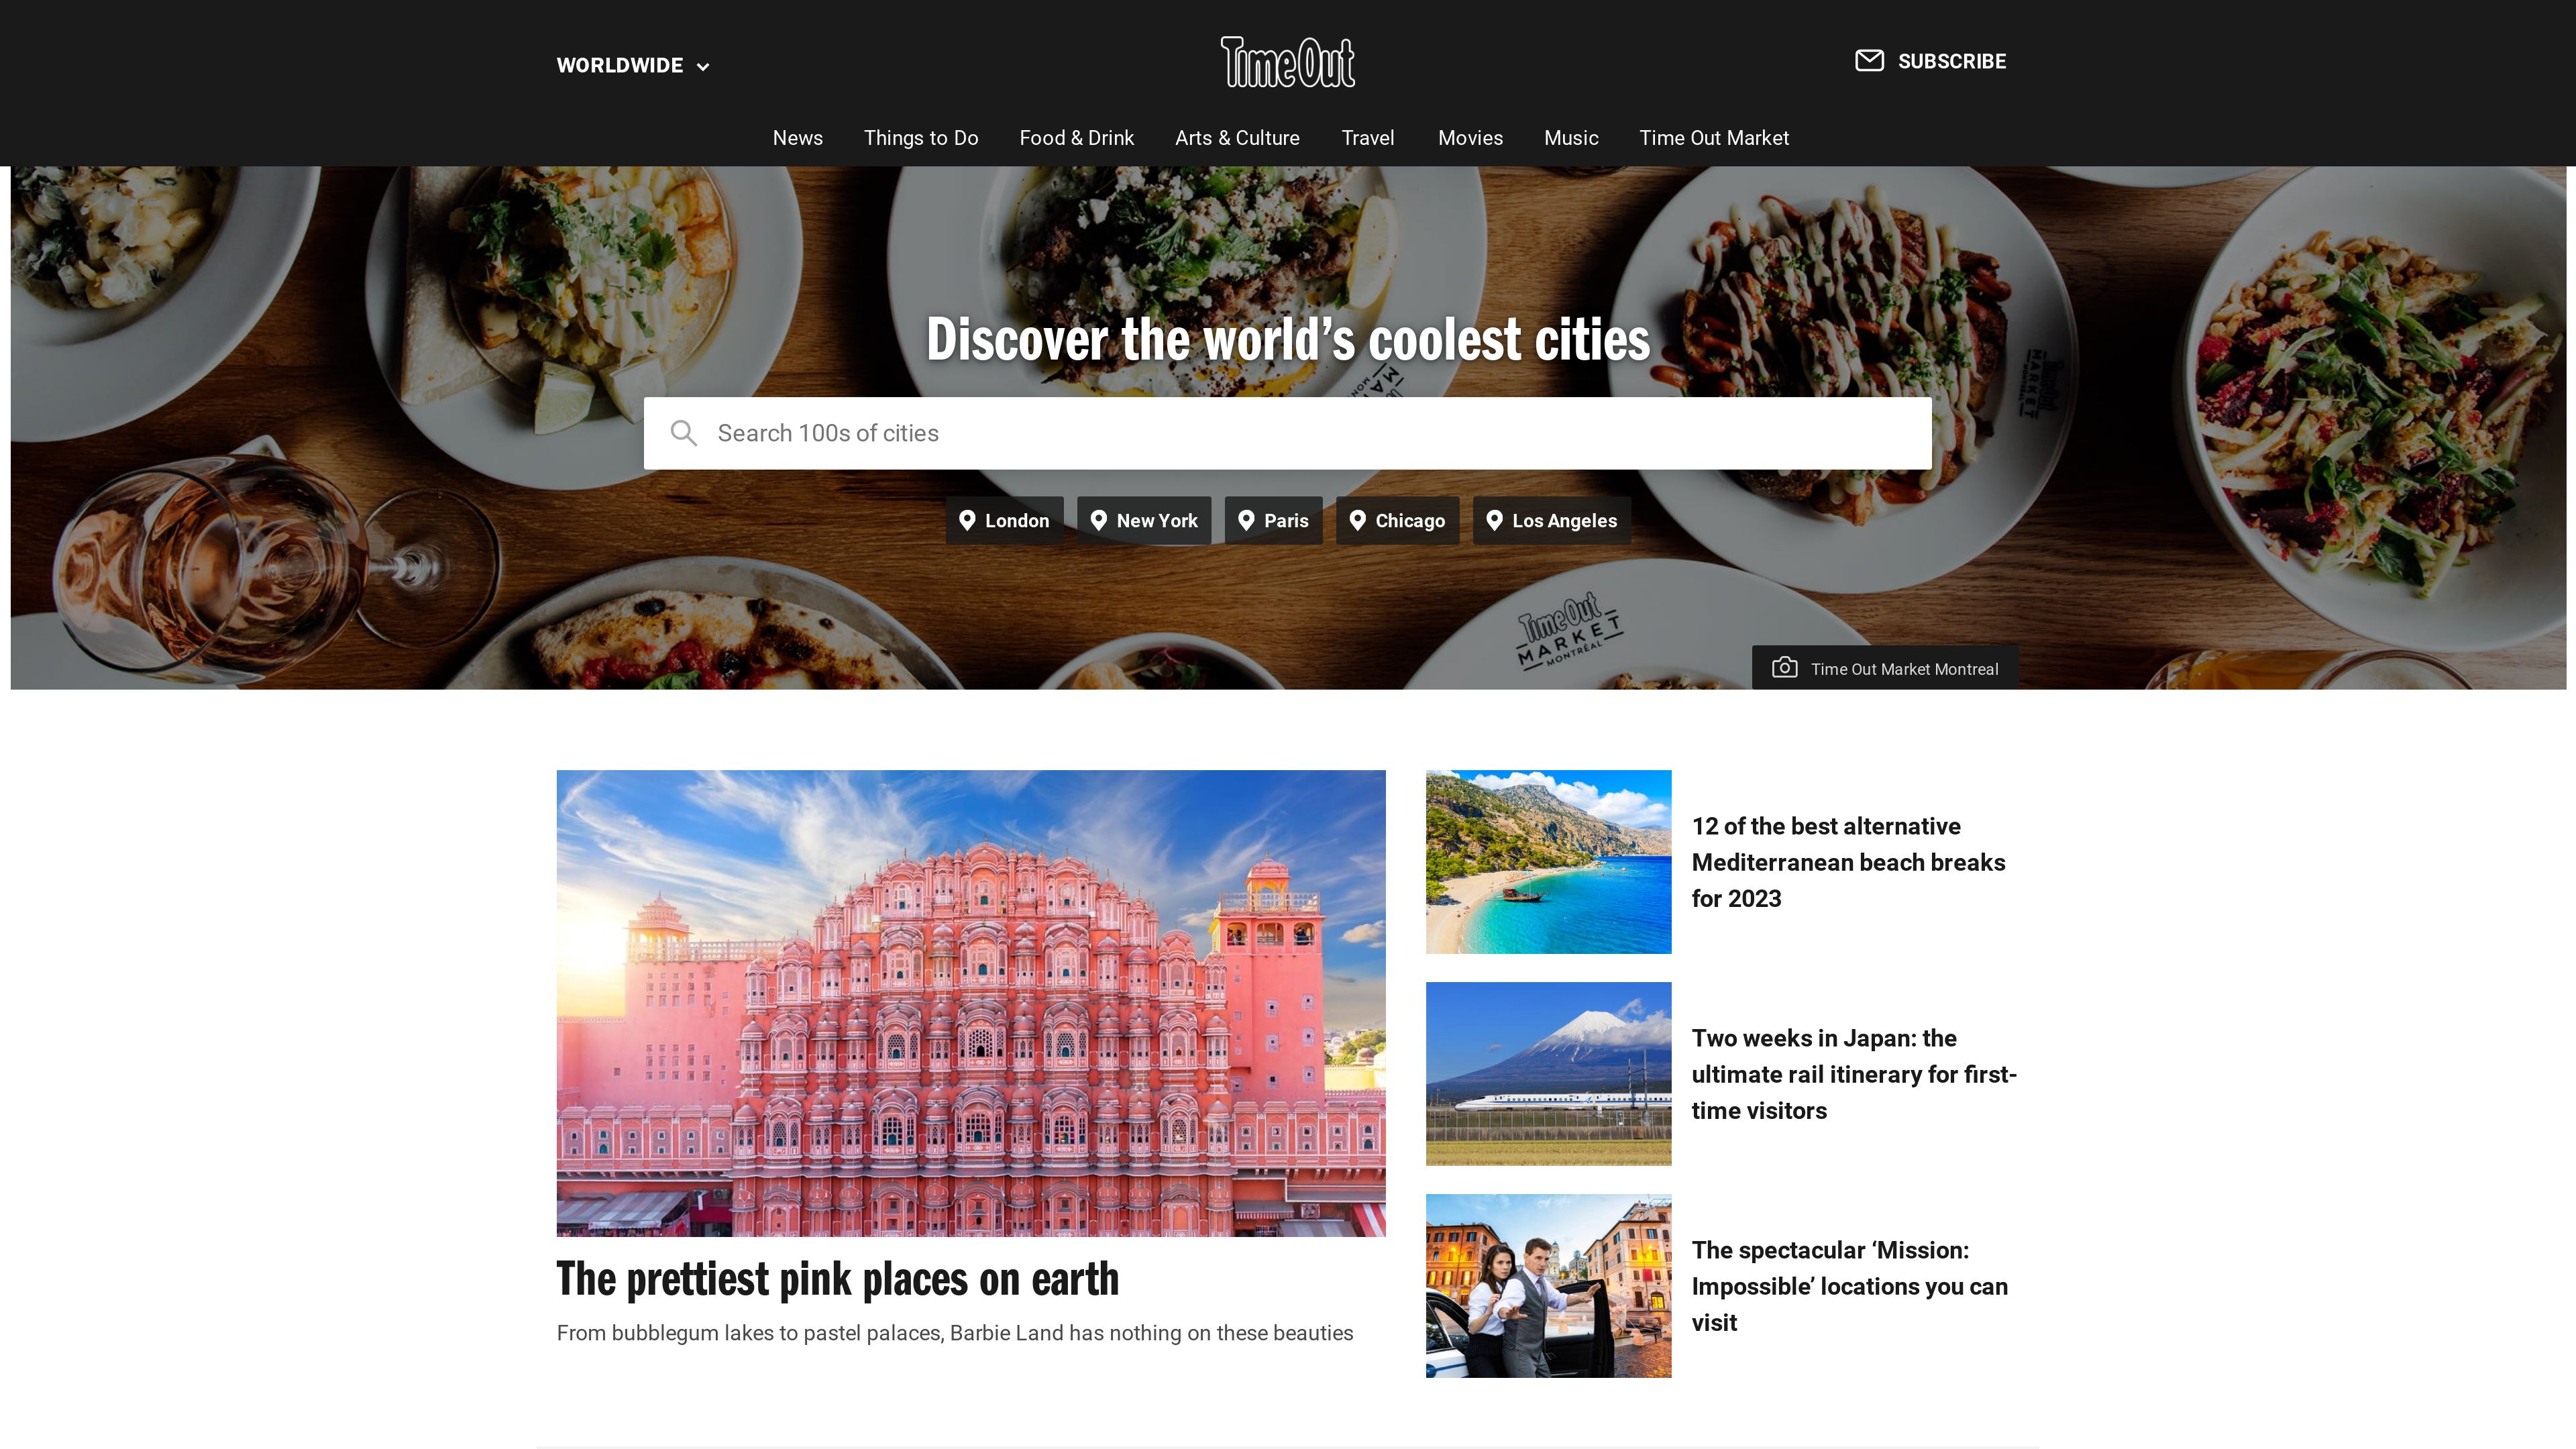 WORLDWIDE
Time Out
SUBSCRIBE
News Things to Do Food & Drink Arts & Culture Travel Movies Music Time Out Market
Discover the world’s coolest cities
Search 100s of cities
London New York Paris Chicago Los Angeles
Time Out
MARKET
MONTRÉAL
Time Out Market Montreal
12 of the best alternative
Mediterranean beach breaks
for 2023
Two weeks in Japan: the
ultimate rail itinerary for first-
time visitors
The prettiest pink places on earth
From bubblegum lakes to pastel palaces, Barbie Land has nothing on these beauties
The spectacular ‘Mission:
Impossible’ locations you can
visit